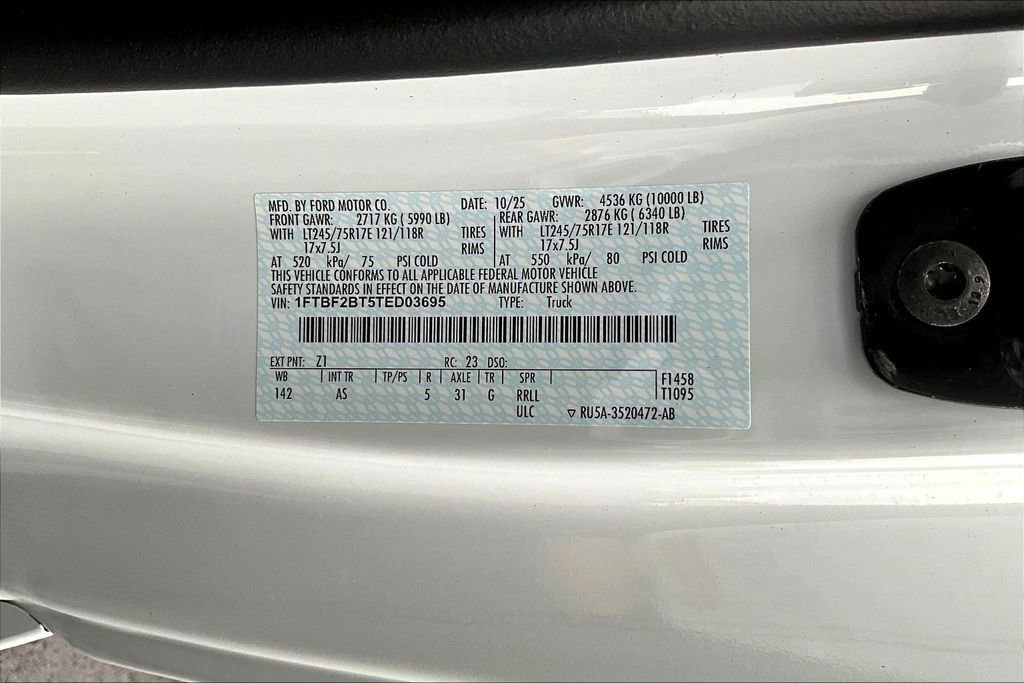 MFD. BY FORD MOTOR CO. DATE: 10/25 GVWR: 4536 KG (10000 LB)
FRONT GAWR: 2717 KG ( 5990 LB) REAR GAWR: 2876 KG ( 6340 LB)
WITH LT245/75R17E 121/118R TIRES WITH LT245/75R17E 121/118R TIRES
17x7.5J RIMS 17x7.5J RIMS
AT 520 kPa/ 75 PSI COLD AT 550 kPa/ 80 PSI COLD
THIS VEHICLE CONFORMS TO ALL APPLICABLE FEDERAL MOTOR VEHICLE
SAFETY STANDARDS IN EFFECT ON THE DATE OF MANUFACTURE SHOWN ABOVE.
VIN: 1FTBF2BT5TED03695 TYPE: Truck
EXT PNT: Z1 RC: 23 DSO:
WB INT TR TP/PS R AXLE TR SPR F1458
142 AS 5 31 G RRLL T1095
ULC RU5A-3520472-AB
10.9